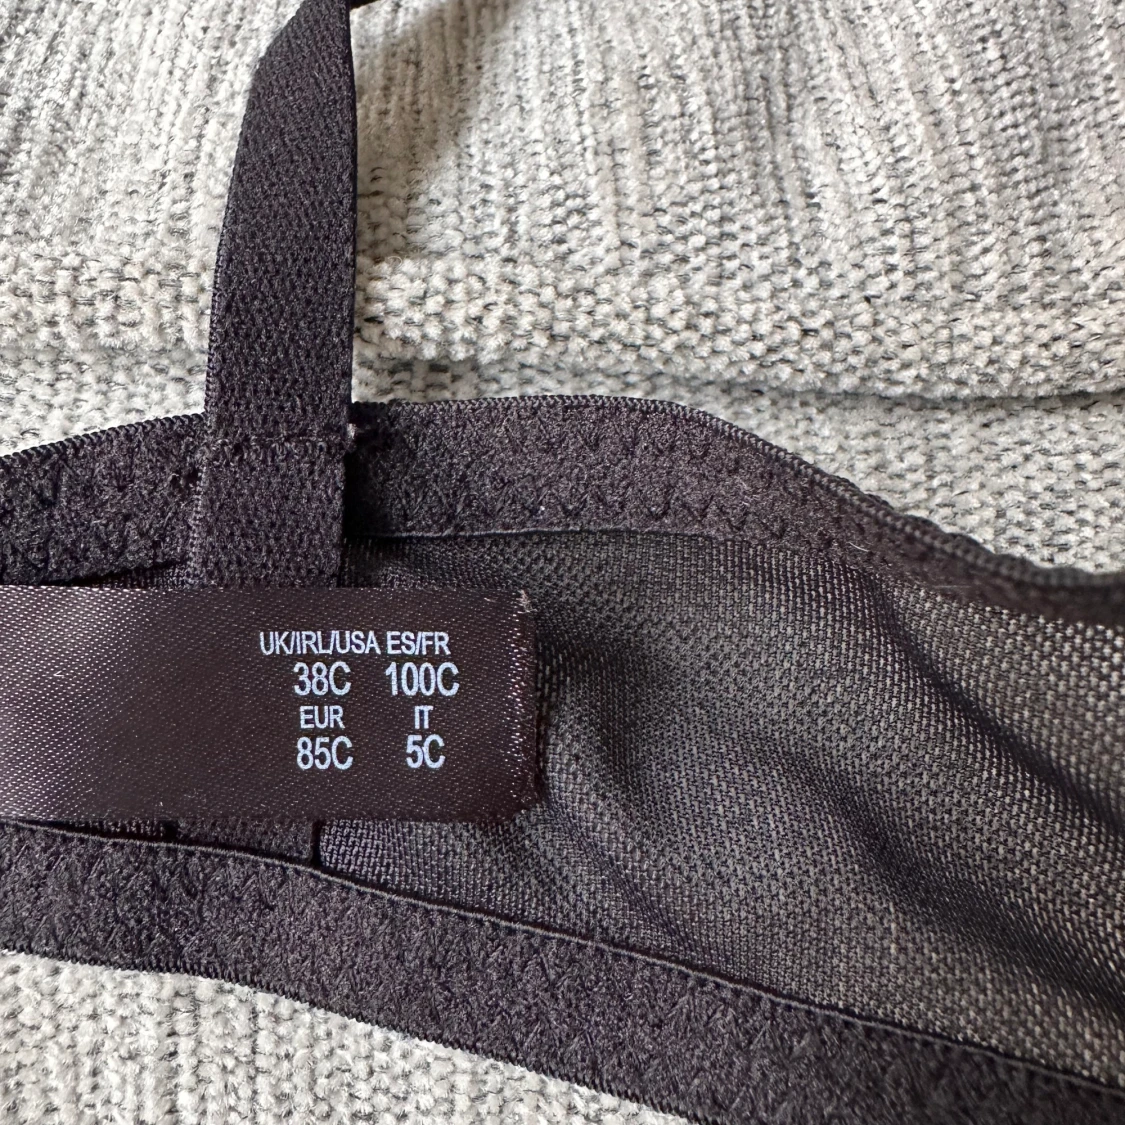 UK/IRL/USA ES/FR
38C 100C
EUR IT
85C 5C